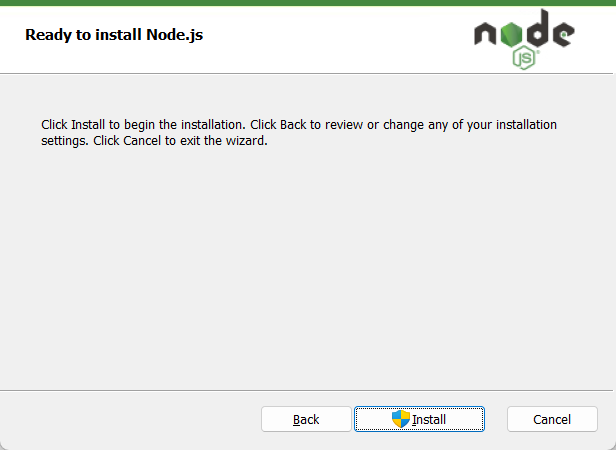 Ready to install Node.js
node
JS
Click Install to begin the installation. Click Back to review or change any of your installation
settings. Click Cancel to exit the wizard.
Back
Install
Cancel